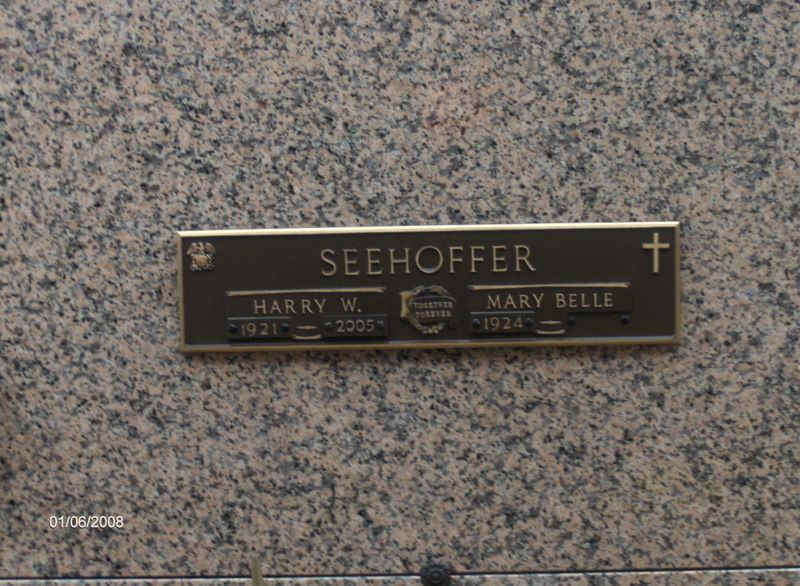 SEEHOFFER
HARRY W.
1921 2005
TOGETHER
FOREVER
MARY BELLE
1924
01/06/2008